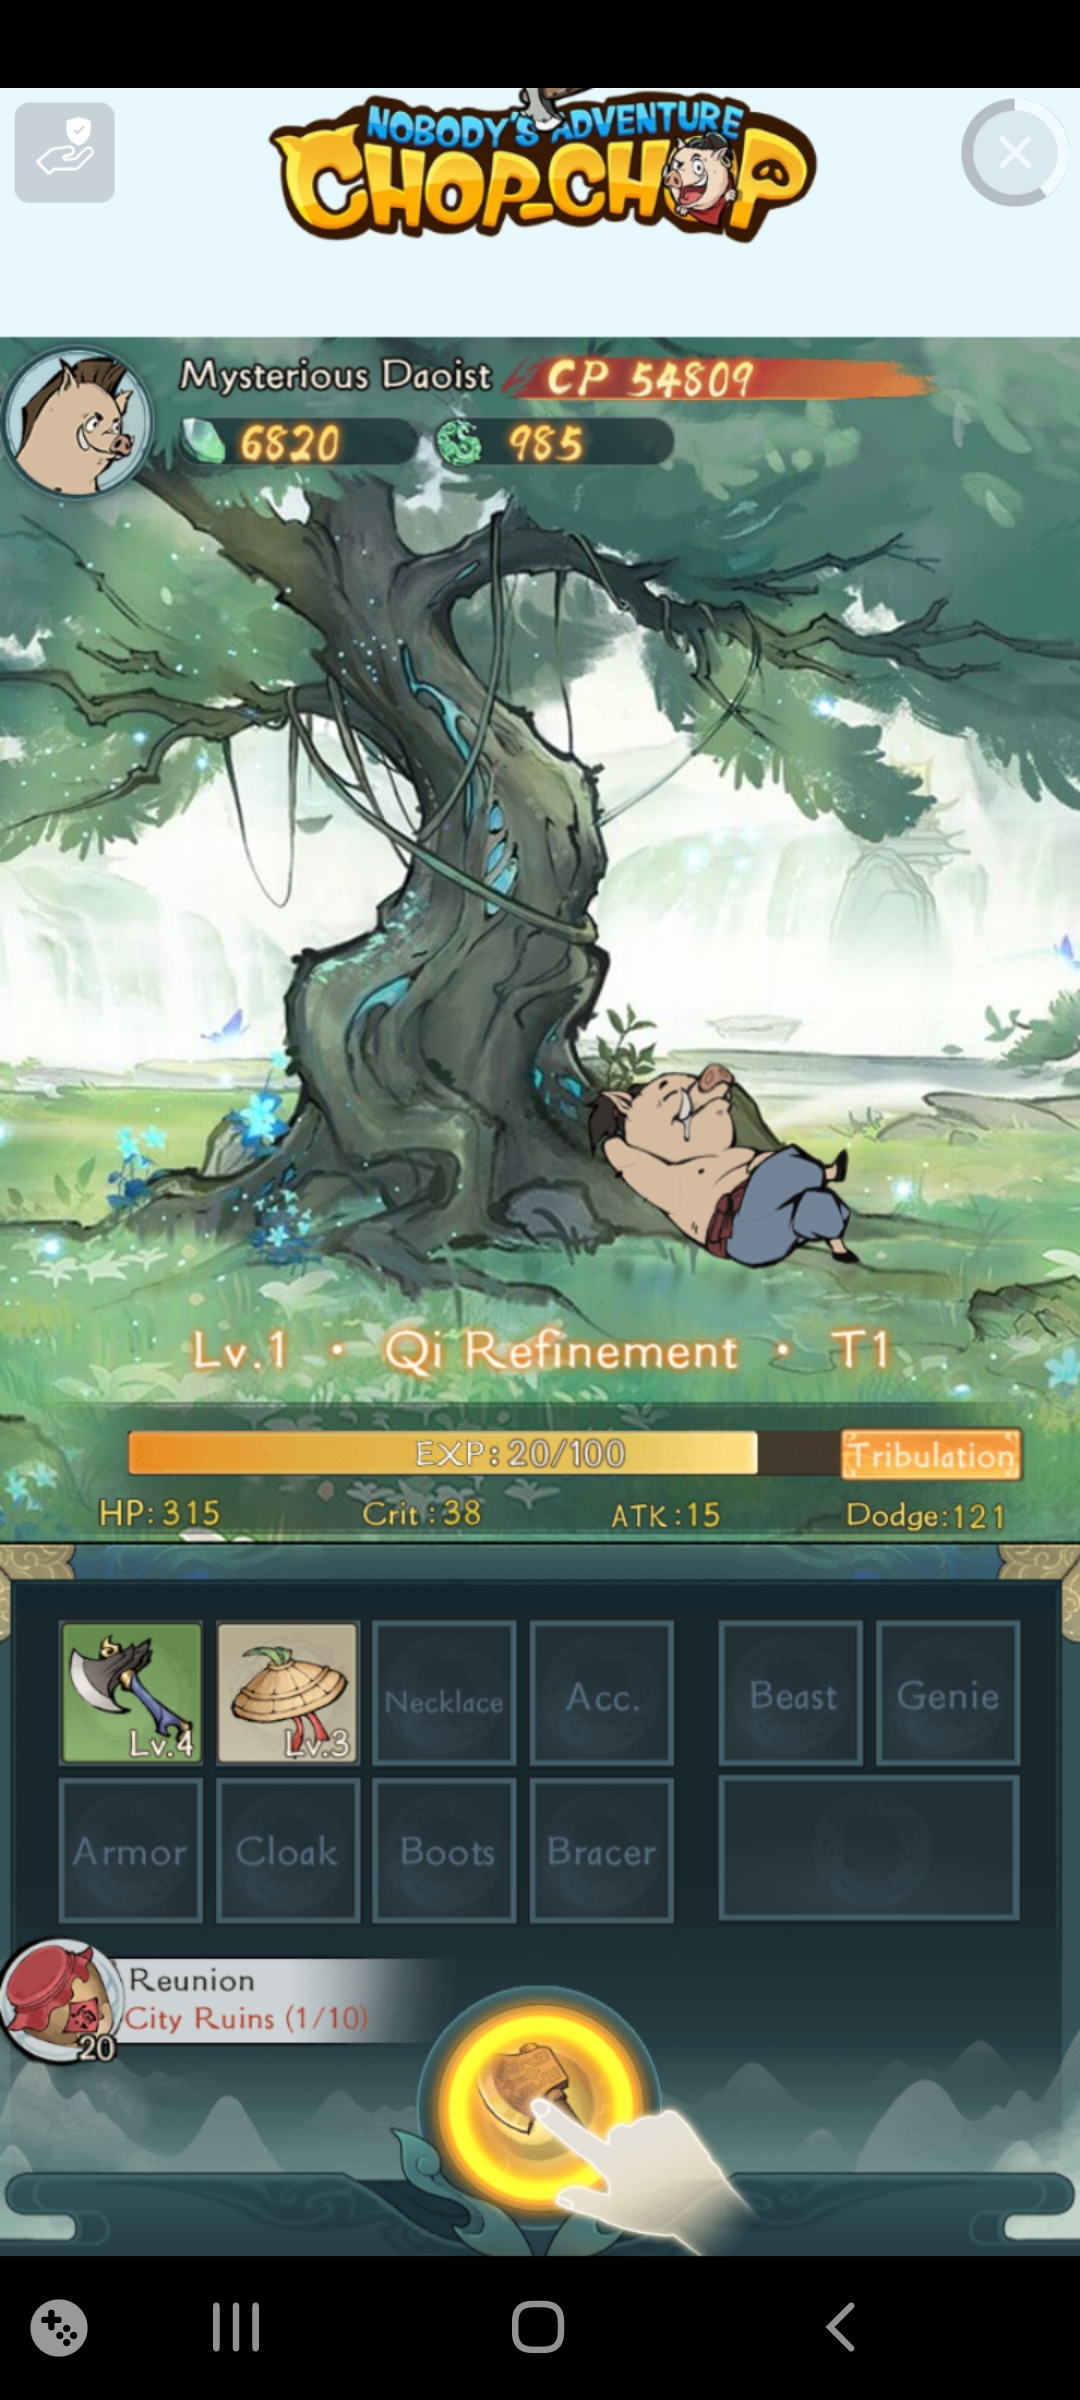 NOBODY'S ADVENTURE
CHOP-CHOP
Mysterious Daoist
CP 54809
6820
985
Lv.1 · Qi Refinement · T1
EXP:20/100
Tribulation
HP:315
Crit:38
ATK:15
Dodge:121
Lv.4
Lv.3
Necklace
Acc.
Beast
Genie
Armor
Cloak
Boots
Bracer
Reunion
City Ruins (1/10)
20